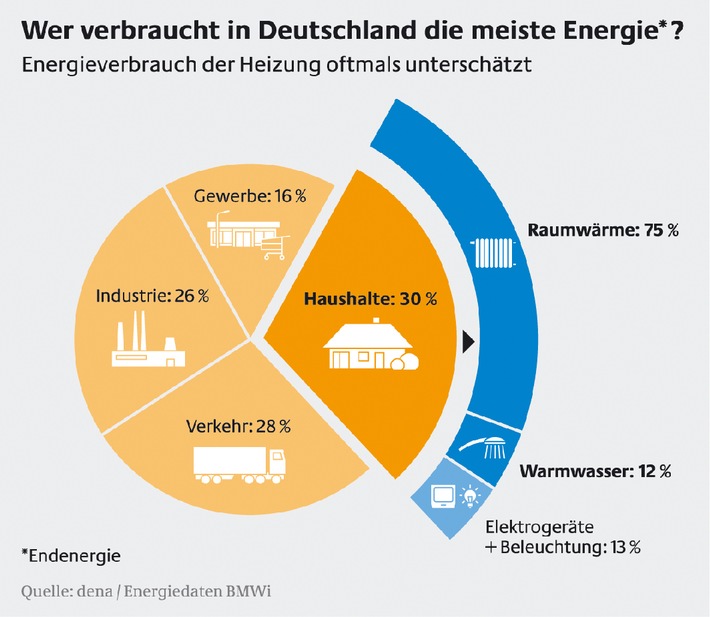 Wer verbraucht in Deutschland die meiste Energie*?
Energieverbrauch der Heizung oftmals unterschätzt
Gewerbe: 16 %
Raumwärme: 75 %
Industrie: 26 %
Haushalte: 30 %
Verkehr: 28 %
Warmwasser: 12 %
Elektrogeräte
+ Beleuchtung: 13 %
*Endenergie
Quelle: dena / Energiedaten BMWi